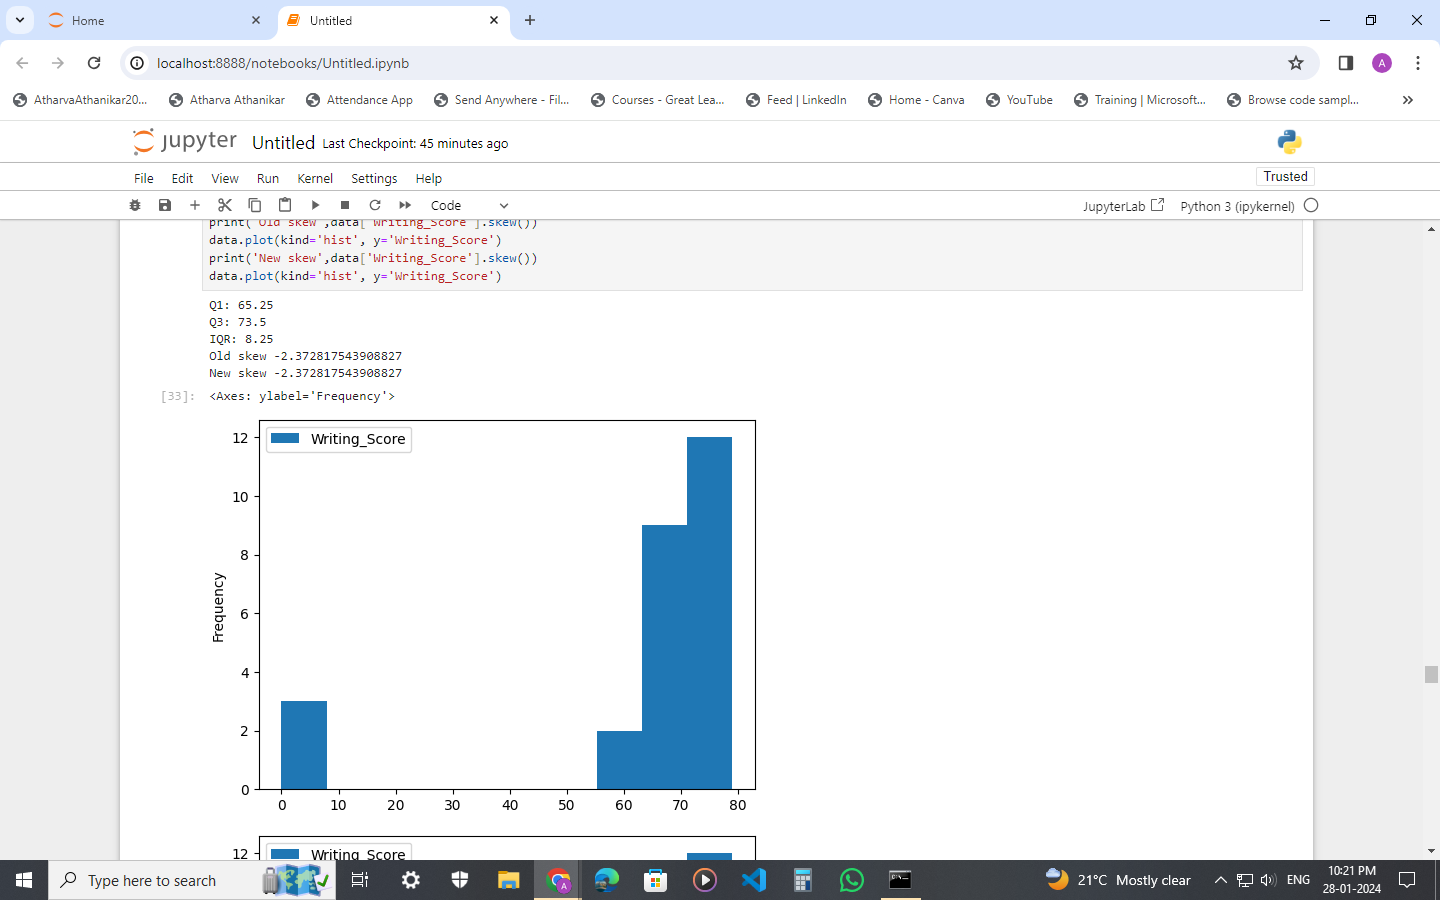 Home
Untitled
localhost:8888/notebooks/Untitled.ipynb
A
AtharvaAthanikar20...
Atharva Athanikar
Attendance App
Send Anywhere - Fil...
Courses - Great Lea...
Feed | LinkedIn
Home - Canva
YouTube
Training | Microsoft...
Browse code sampl...
jupyter
Untitled
Last Checkpoint: 45 minutes ago
File
Edit
View
Run
Kernel
Settings
Help
Trusted
Code
JupyterLab
Python 3 (ipykernel)
print('Old skew',data['Writing_Score'].skew())
data.plot(kind='hist', y='Writing_Score')
print('New skew',data['Writing_Score'].skew())
data.plot(kind='hist', y='Writing_Score')
Q1: 65.25
Q3: 73.5
IQR: 8.25
Old skew -2.372817543908827
New skew -2.372817543908827
[33]:
<Axes: ylabel='Frequency'>
Writing_Score
12
10
8
6
4
2
0
Frequency
0 10 20 30 40 50 60 70 80
12
Writing_Score
Type here to search
A
21°C Mostly clear
ENG
10:21 PM
28-01-2024